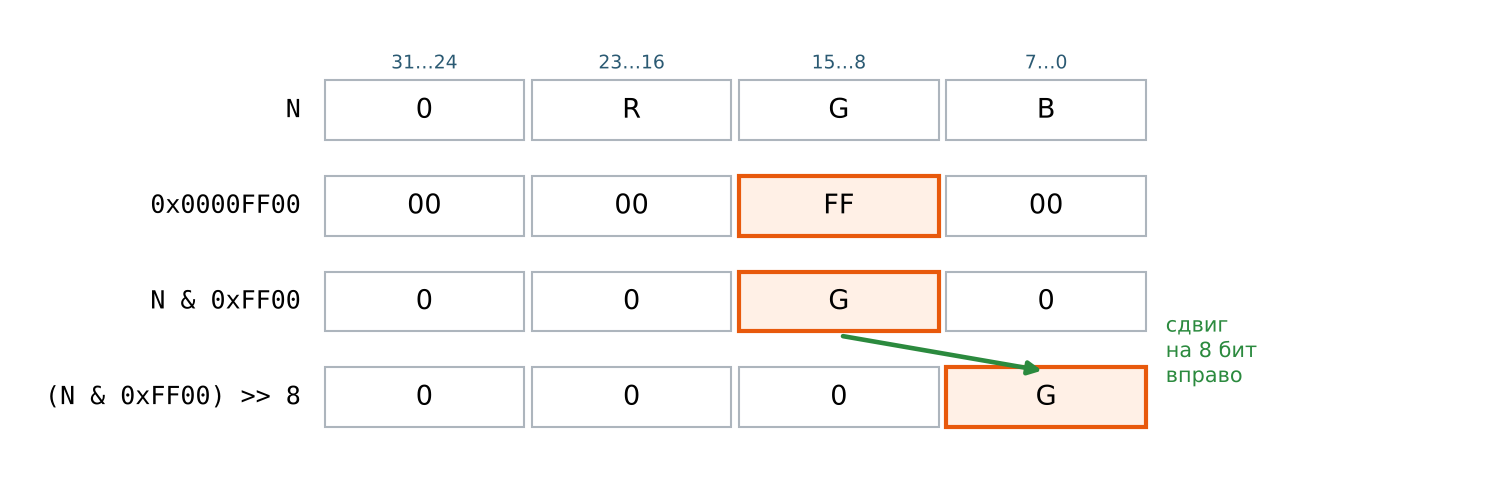 31…24 23…16 15…8 7…0
N 0 R G B
0x0000FF00 00 00 FF 00
N & 0xFF00 0 0 G 0
сдвиг
на 8 бит
вправо
(N & 0xFF00) >> 8 0 0 0 G